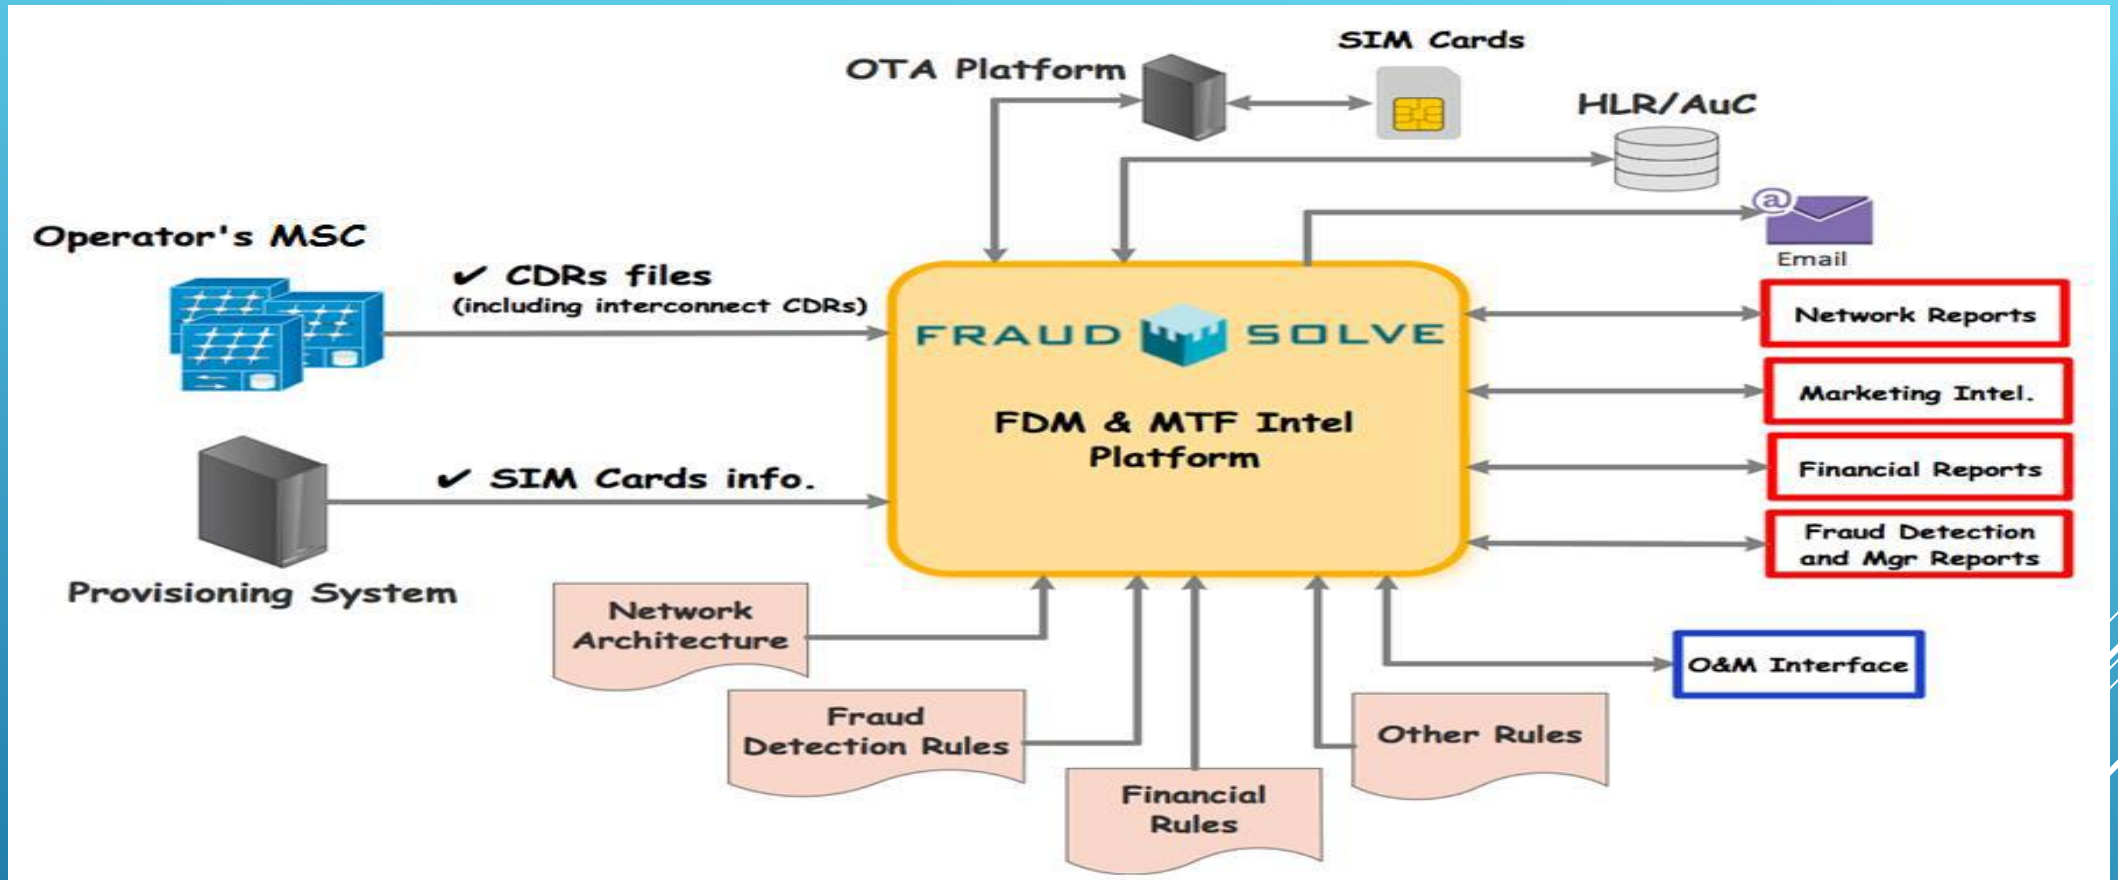 SIM Cards
OTA Platform
HLR/AuC
@
Email
Operator's MSC
✔ CDRs files
(including interconnect CDRs)
FRAUD SOLVE
FDM & MTF Intel
Platform
Network Reports
Marketing Intel.
Financial Reports
Fraud Detection
and Mgr Reports
✔ SIM Cards info.
Provisioning System
Network
Architecture
Fraud
Detection Rules
Financial
Rules
Other Rules
O&M Interface